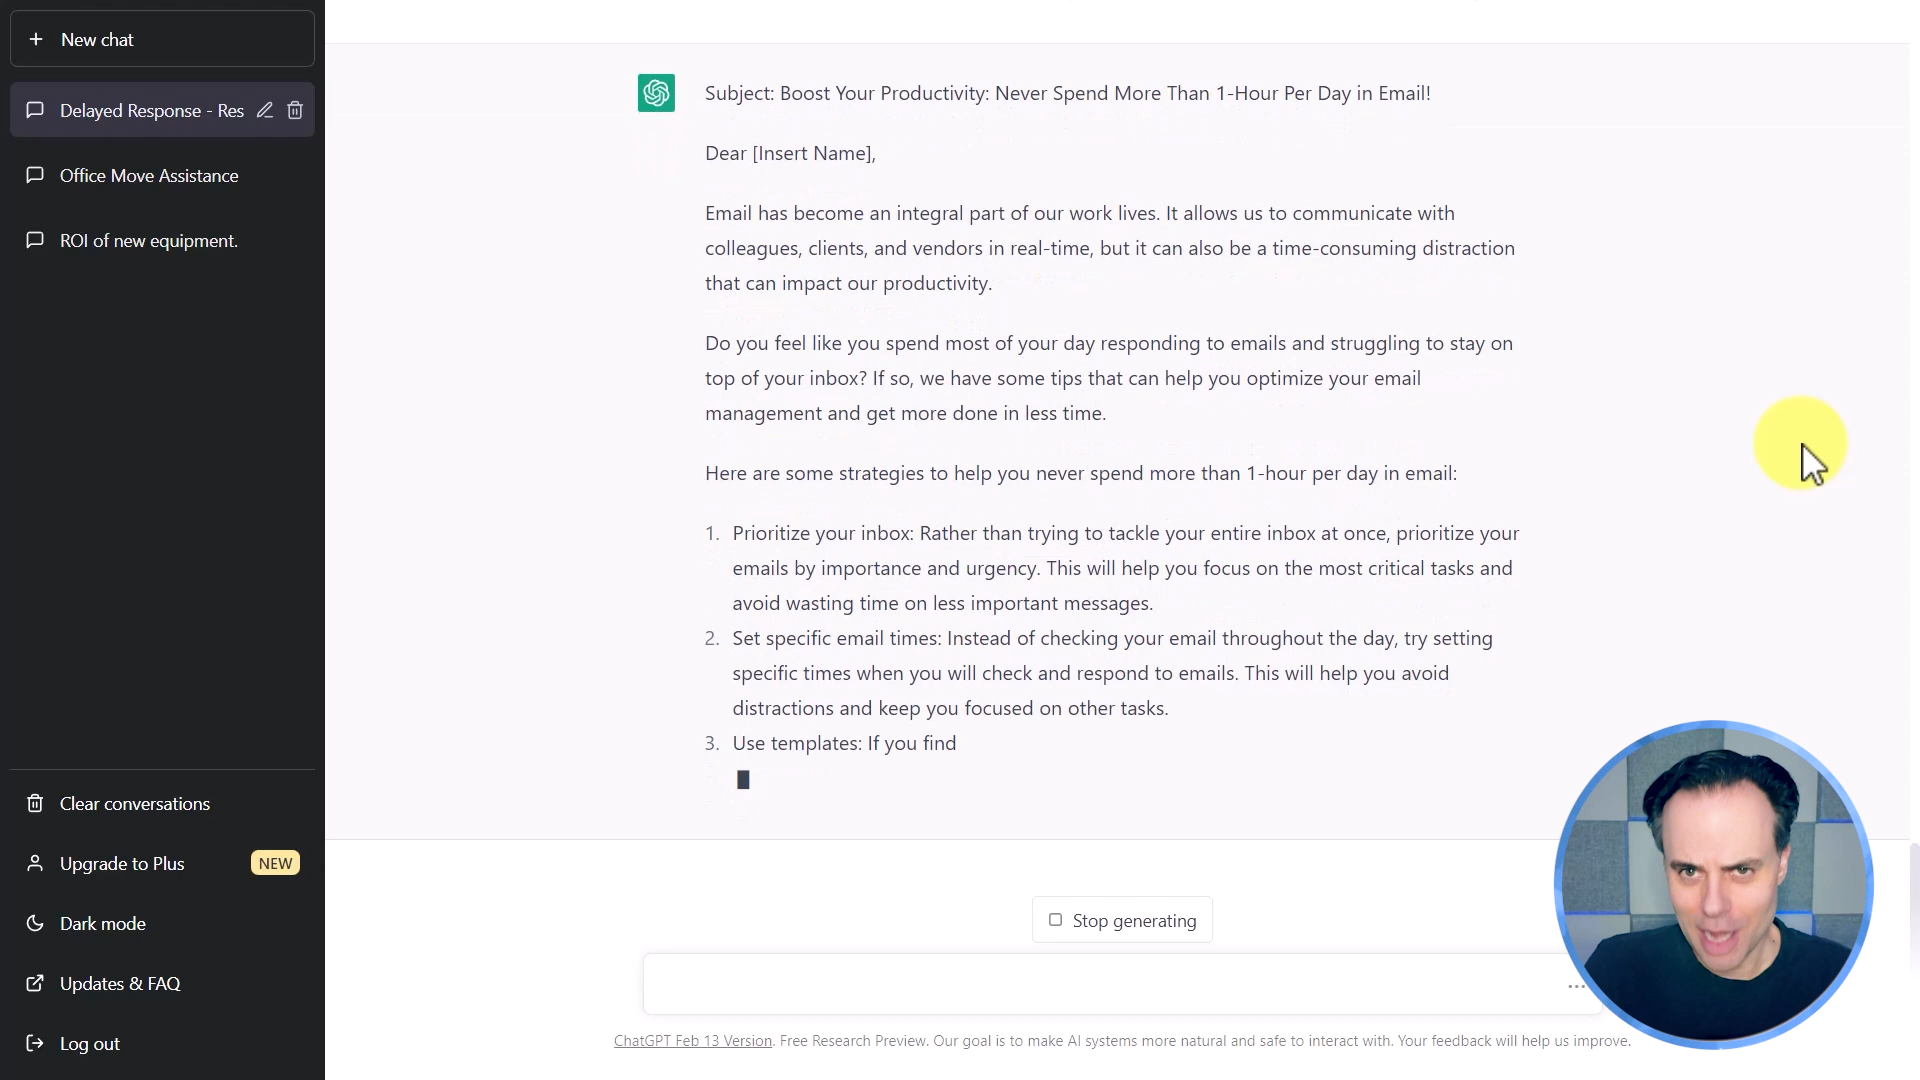 New chat
Delayed Response - Res
Office Move Assistance
ROI of new equipment.
Clear conversations
Upgrade to Plus
NEW
Dark mode
Updates & FAQ
Log out
Subject: Boost Your Productivity: Never Spend More Than 1-Hour Per Day in Email!
Dear [Insert Name],
Email has become an integral part of our work lives. It allows us to communicate with
colleagues, clients, and vendors in real-time, but it can also be a time-consuming distraction
that can impact our productivity.
Do you feel like you spend most of your day responding to emails and struggling to stay on
top of your inbox? If so, we have some tips that can help you optimize your email
management and get more done in less time.
Here are some strategies to help you never spend more than 1-hour per day in email:
1. Prioritize your inbox: Rather than trying to tackle your entire inbox at once, prioritize your
emails by importance and urgency. This will help you focus on the most critical tasks and
avoid wasting time on less important messages.
2. Set specific email times: Instead of checking your email throughout the day, try setting
specific times when you will check and respond to emails. This will help you avoid
distractions and keep you focused on other tasks.
3. Use templates: If you find
Stop generating
ChatGPT Feb 13 Version. Free Research Preview. Our goal is to make AI systems more natural and safe to interact with. Your feedback will help us improve.